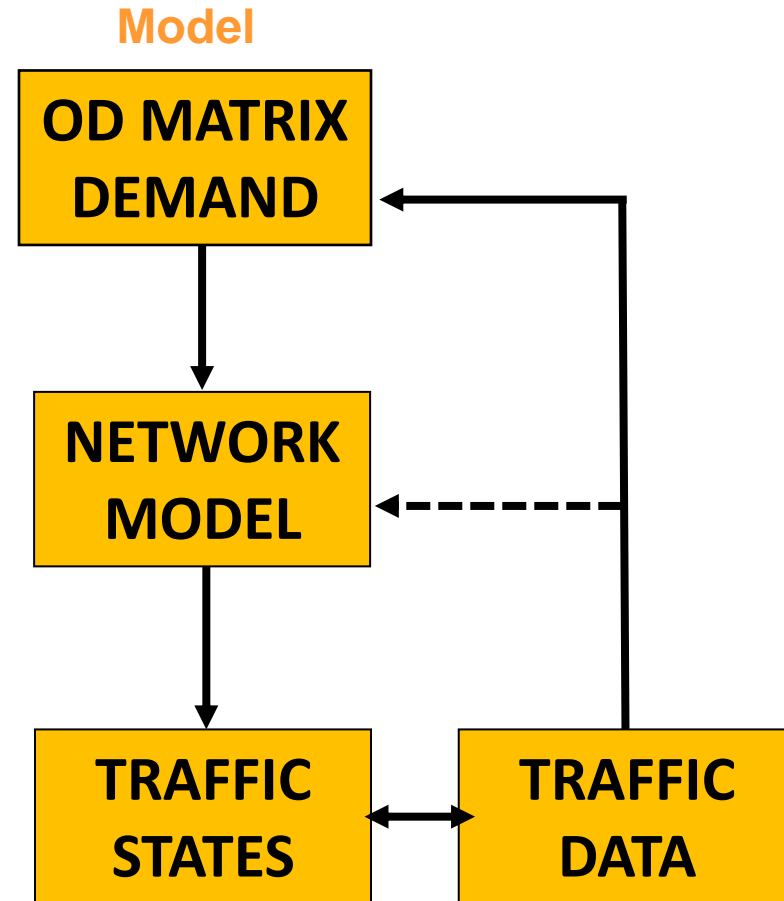 Model
OD MATRIX
DEMAND
NETWORK
MODEL
TRAFFIC
STATES
TRAFFIC
DATA